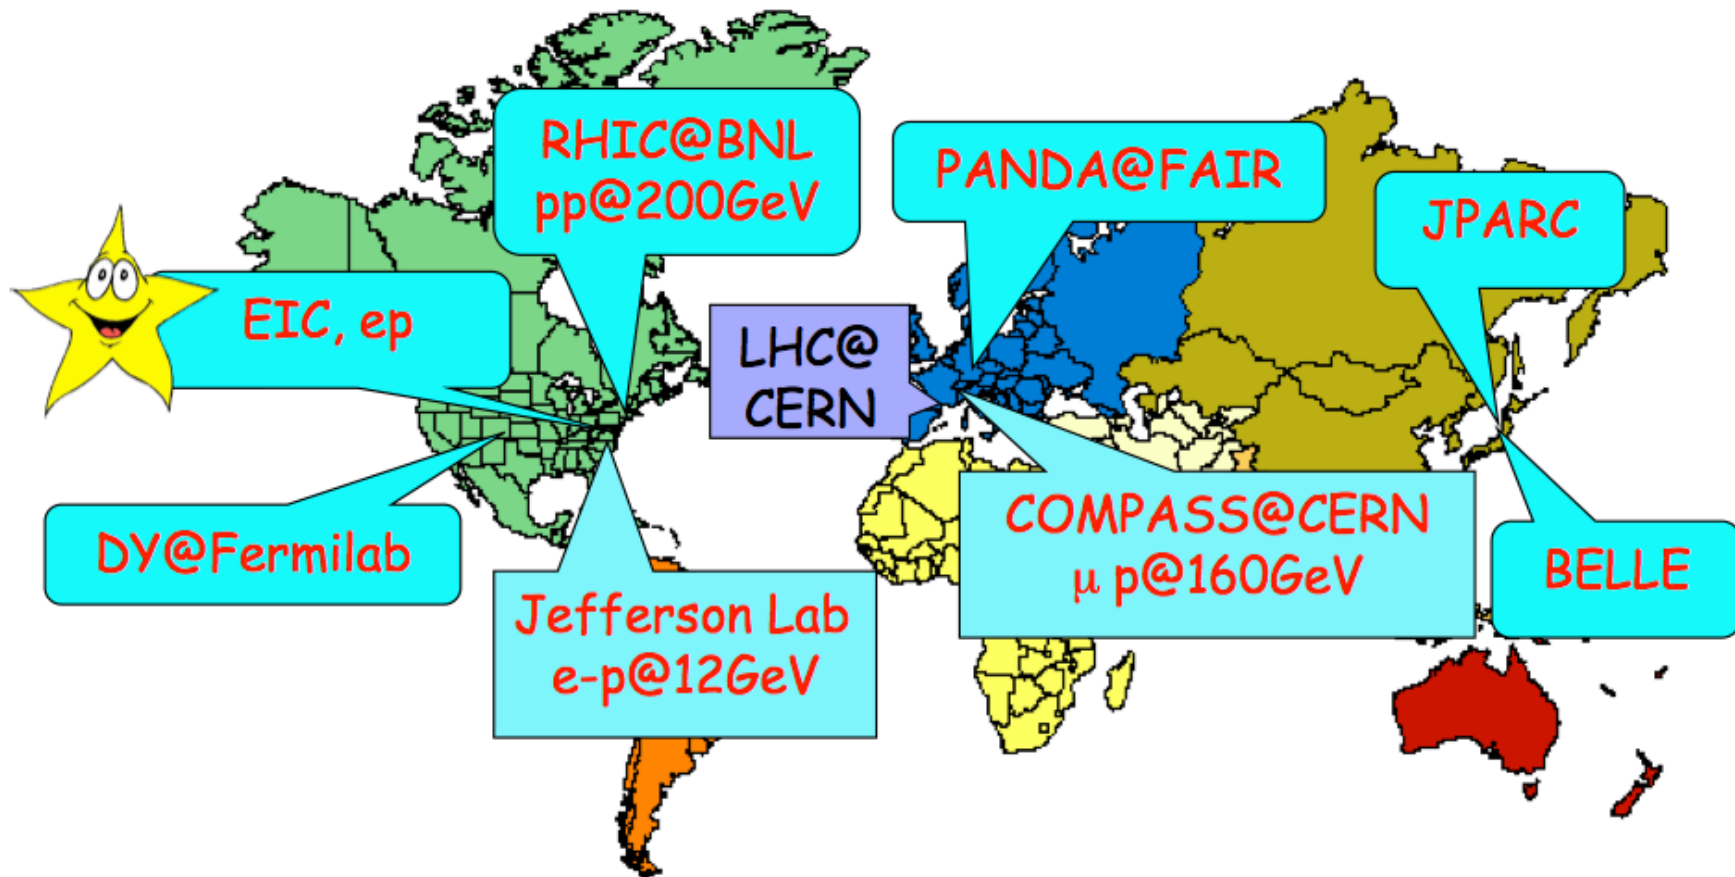 RHIC@BNL
pp@200GeV
PANDA@FAIR
JPARC
EIC, ep
LHC@
CERN
DY@Fermilab
Jefferson Lab
e-p@12GeV
COMPASS@CERN
μ p@160GeV
BELLE